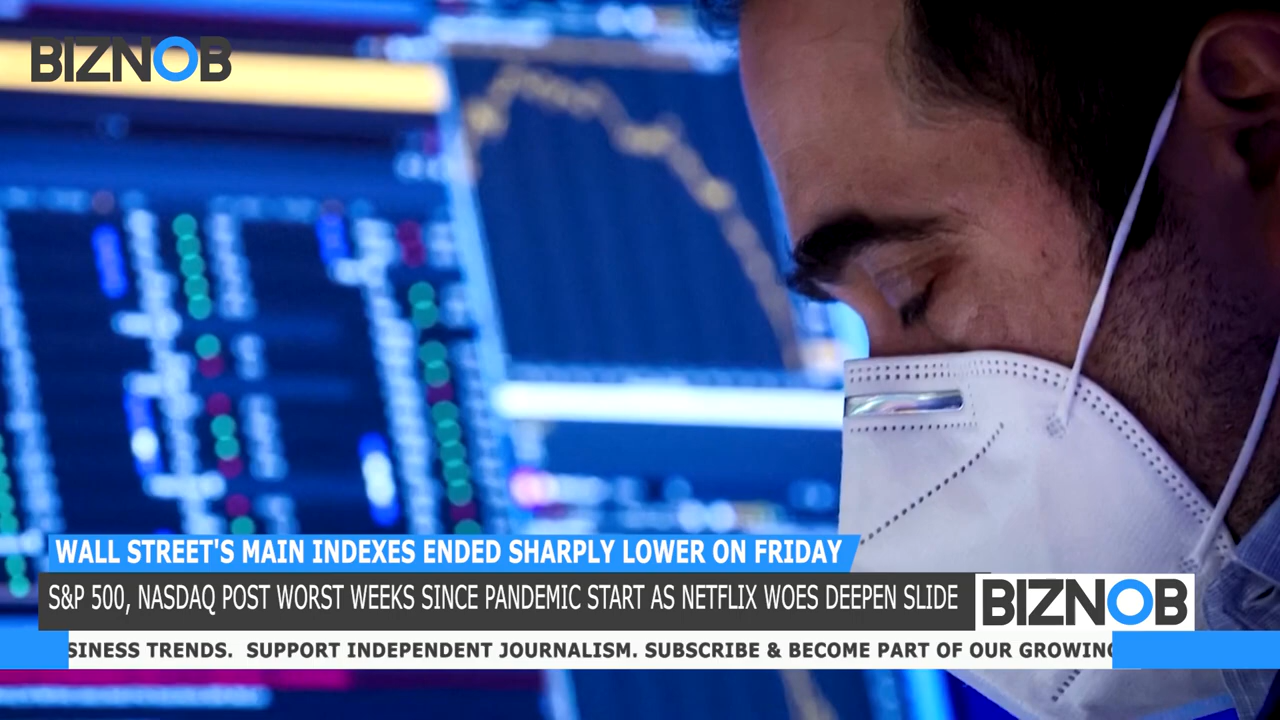 BIZNOB
WALL STREET'S MAIN INDEXES ENDED SHARPLY LOWER ON FRIDAY
S&P 500, NASDAQ POST WORST WEEKS SINCE PANDEMIC START AS NETFLIX WOES DEEPEN SLIDE
BIZNOB
SINESS TRENDS. SUPPORT INDEPENDENT JOURNALISM. SUBSCRIBE & BECOME PART OF OUR GROWING